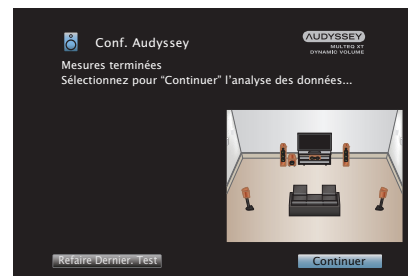 Conf. Audyssey
AUDYSSEY
MULTEQ XT
DYNAMIC VOLUME
Mesures terminées
Sélectionnez pour “Continuer” l’analyse des données...
Refaire Dernier. Test
Continuer